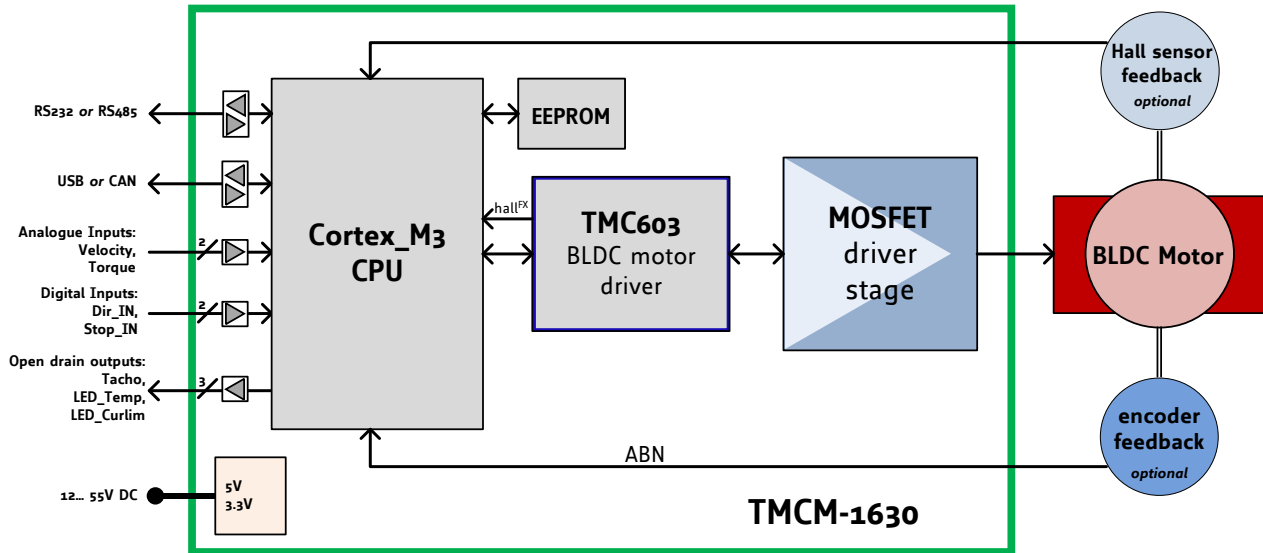 Hall sensor
feedback
optional
RS232 or RS485
EEPROM
USB or CAN
hallFX
TMC603
BLDC motor
driver
MOSFET
driver
stage
Cortex_M3
CPU
BLDC Motor
Analogue Inputs:
Velocity,
Torque
2
Digital Inputs:
Dir_IN,
Stop_IN
2
Open drain outputs:
Tacho,
LED_Temp,
LED_Curlim
3
encoder
feedback
optional
ABN
12... 55V DC
5V
3.3V
TMCM-1630